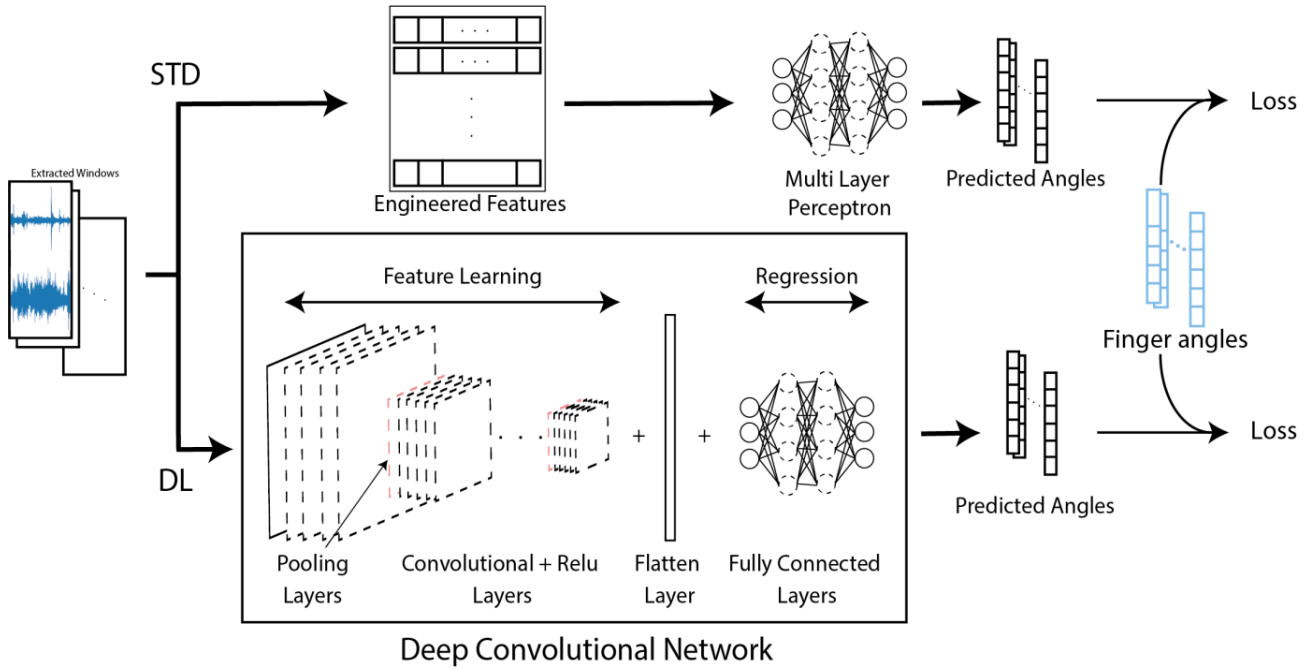 STD
Extracted Windows
. . .
. . .
Engineered Features
Multi Layer
Perceptron
Predicted Angles
Loss
Finger angles
DL
Feature Learning
Regression
. . .
+
+
Pooling
Layers
Convolutional + Relu
Layers
Flatten
Layer
Fully Connected
Layers
Predicted Angles
Loss
Deep Convolutional Network